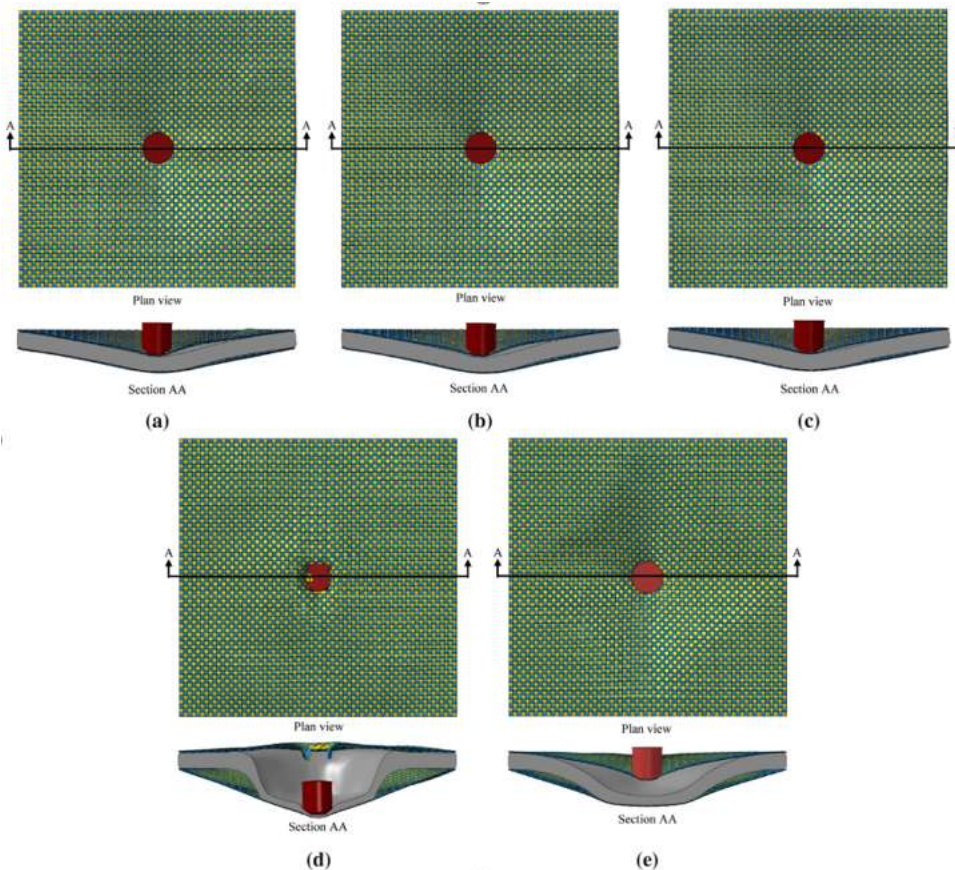 A A A A A
Plan view Plan view Plan view
Section AA Section AA Section AA
(a) (b) (c)
A A A A
Plan view Plan view
Section AA Section AA
(d) (e)